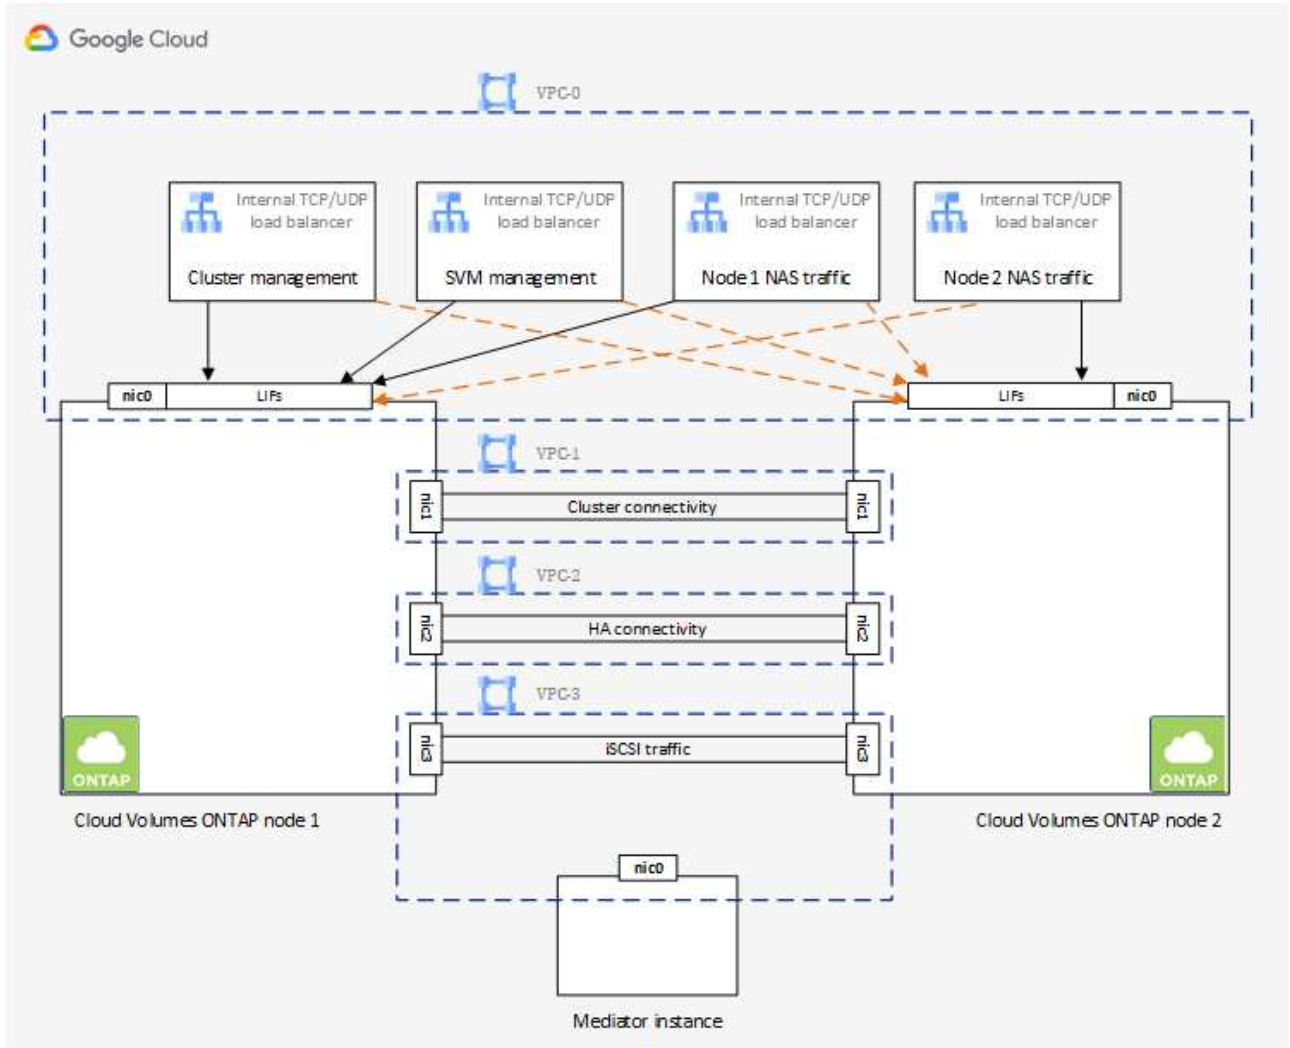 Google Cloud
VPC-0
Internal TCP/UDP
load balancer
Cluster management
Internal TCP/UDP
load balancer
SVM management
Internal TCP/UDP
load balancer
Node 1 NAS traffic
Internal TCP/UDP
load balancer
Node 2 NAS traffic
nic0
LIFs
LIFs
nic0
VPC-1
nic1
Cluster connectivity
nic1
VPC-2
nic2
HA connectivity
nic2
VPC-3
nic3
iSCSI traffic
nic3
ONTAP
ONTAP
Cloud Volumes ONTAP node 1
Cloud Volumes ONTAP node 2
nic0
Mediator instance